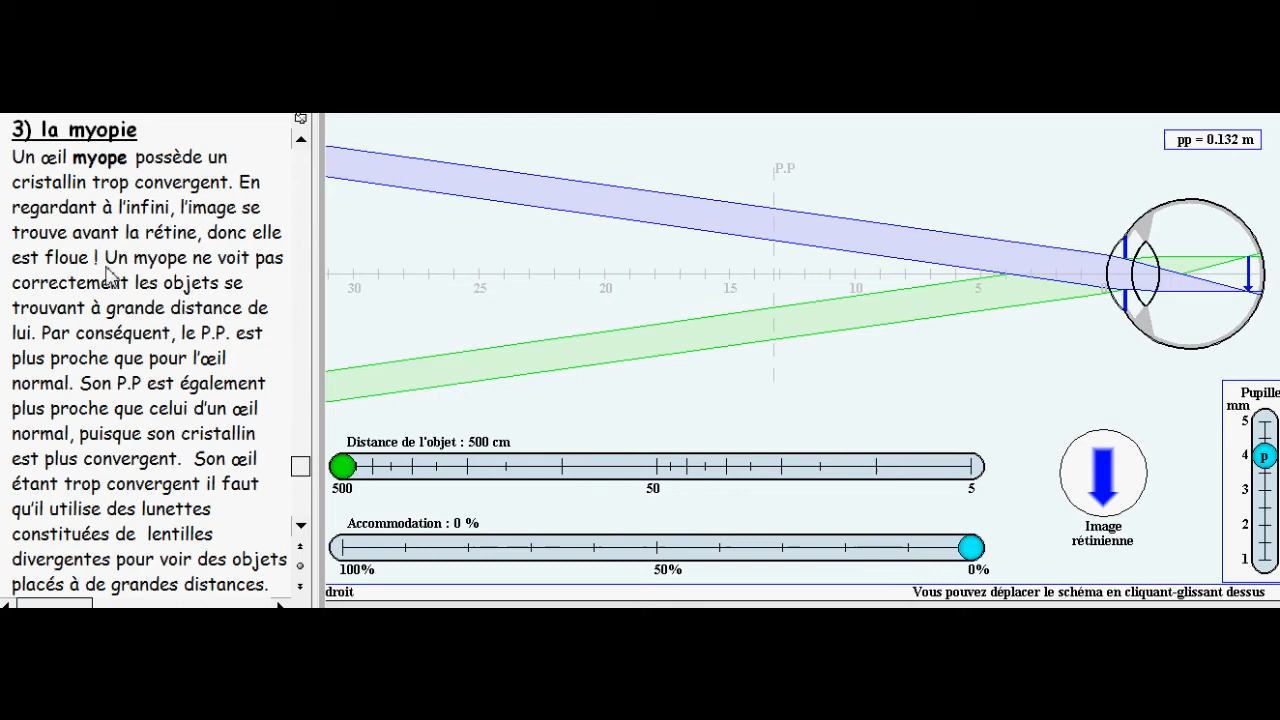 3) la myopie
Un œil myope possède un
cristallin trop convergent. En
regardant à l'infini, l'image se
trouve avant la rétine, donc elle
est floue ! Un myope ne voit pas
correctement les objets se
trouvant à grande distance de
lui. Par conséquent, le P.P. est
plus proche que pour l'œil
normal. Son P.P est également
plus proche que celui d'un œil
normal, puisque son cristallin
est plus convergent. Son œil
étant trop convergent il faut
qu'il utilise des lunettes
constituées de lentilles
divergentes pour voir des objets
placés à de grandes distances.
pp = 0.132 m
P.P
30 25 20 15 10 5 0
Distance de l'objet : 500 cm
500 50 5
Accommodation : 0 %
100% 50% 0%
Image
rétinienne
Pupille
mm
5
4
p
3
2
1
droit
Vous pouvez déplacer le schéma en cliquant-glissant dessus